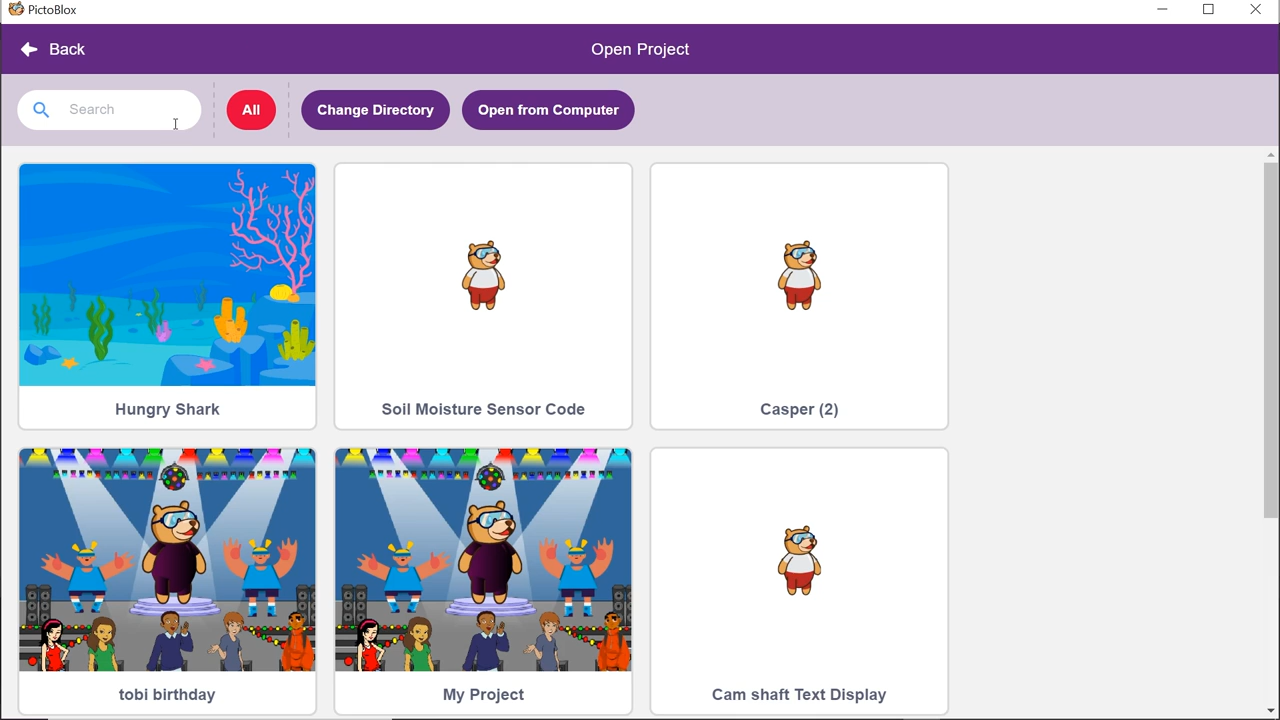 PictoBlox
Back
Open Project
Search
All
Change Directory
Open from Computer
Hungry Shark
Soil Moisture Sensor Code
Casper (2)
tobi birthday
My Project
Cam shaft Text Display